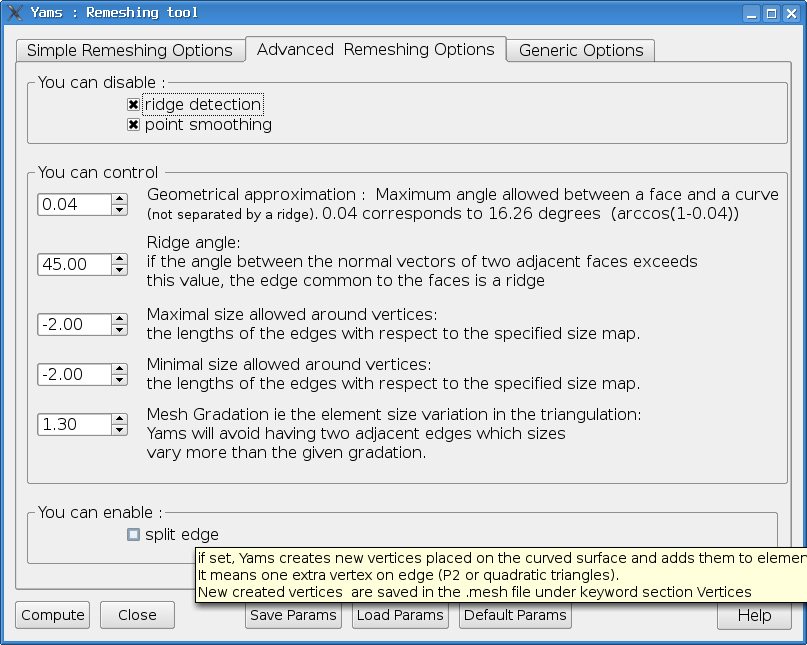 Yams : Remeshing tool
Simple Remeshing Options
Advanced Remeshing Options
Generic Options
You can disable :
ridge detection
point smoothing
You can control
0.04
Geometrical approximation : Maximum angle allowed between a face and a curve
(not separated by a ridge). 0.04 corresponds to 16.26 degrees (arccos(1-0.04))
45.00
Ridge angle:
if the angle between the normal vectors of two adjacent faces exceeds
this value, the edge common to the faces is a ridge
-2.00
Maximal size allowed around vertices:
the lengths of the edges with respect to the specified size map.
-2.00
Minimal size allowed around vertices:
the lengths of the edges with respect to the specified size map.
1.30
Mesh Gradation ie the element size variation in the triangulation:
Yams will avoid having two adjacent edges which sizes
vary more than the given gradation.
You can enable :
split edge
if set, Yams creates new vertices placed on the curved surface and adds them to
It means one extra vertex on edge (P2 or quadratic triangles).
New created vertices are saved in the .mesh file under keyword section Vertices
Compute
Close
Save Params
Load Params
Default Params
Help